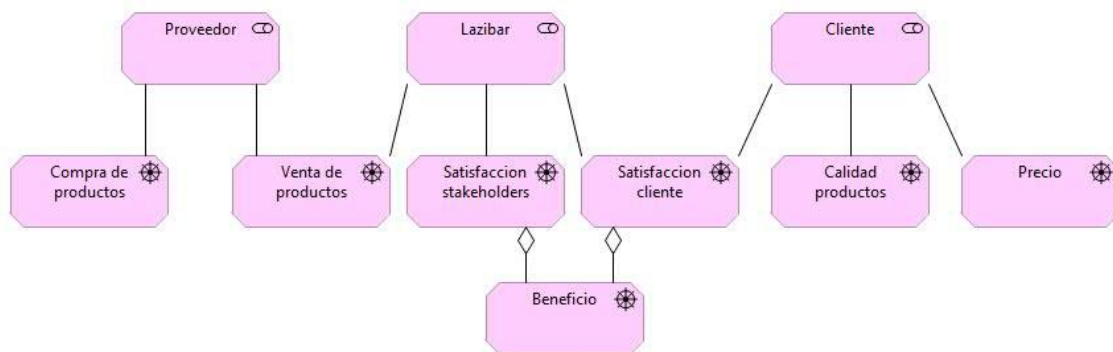 Proveedor
Lazibar
Cliente
Compra de
productos
Venta de
productos
Satisfaccion
stakeholders
Satisfaccion
cliente
Calidad
productos
Precio
Beneficio